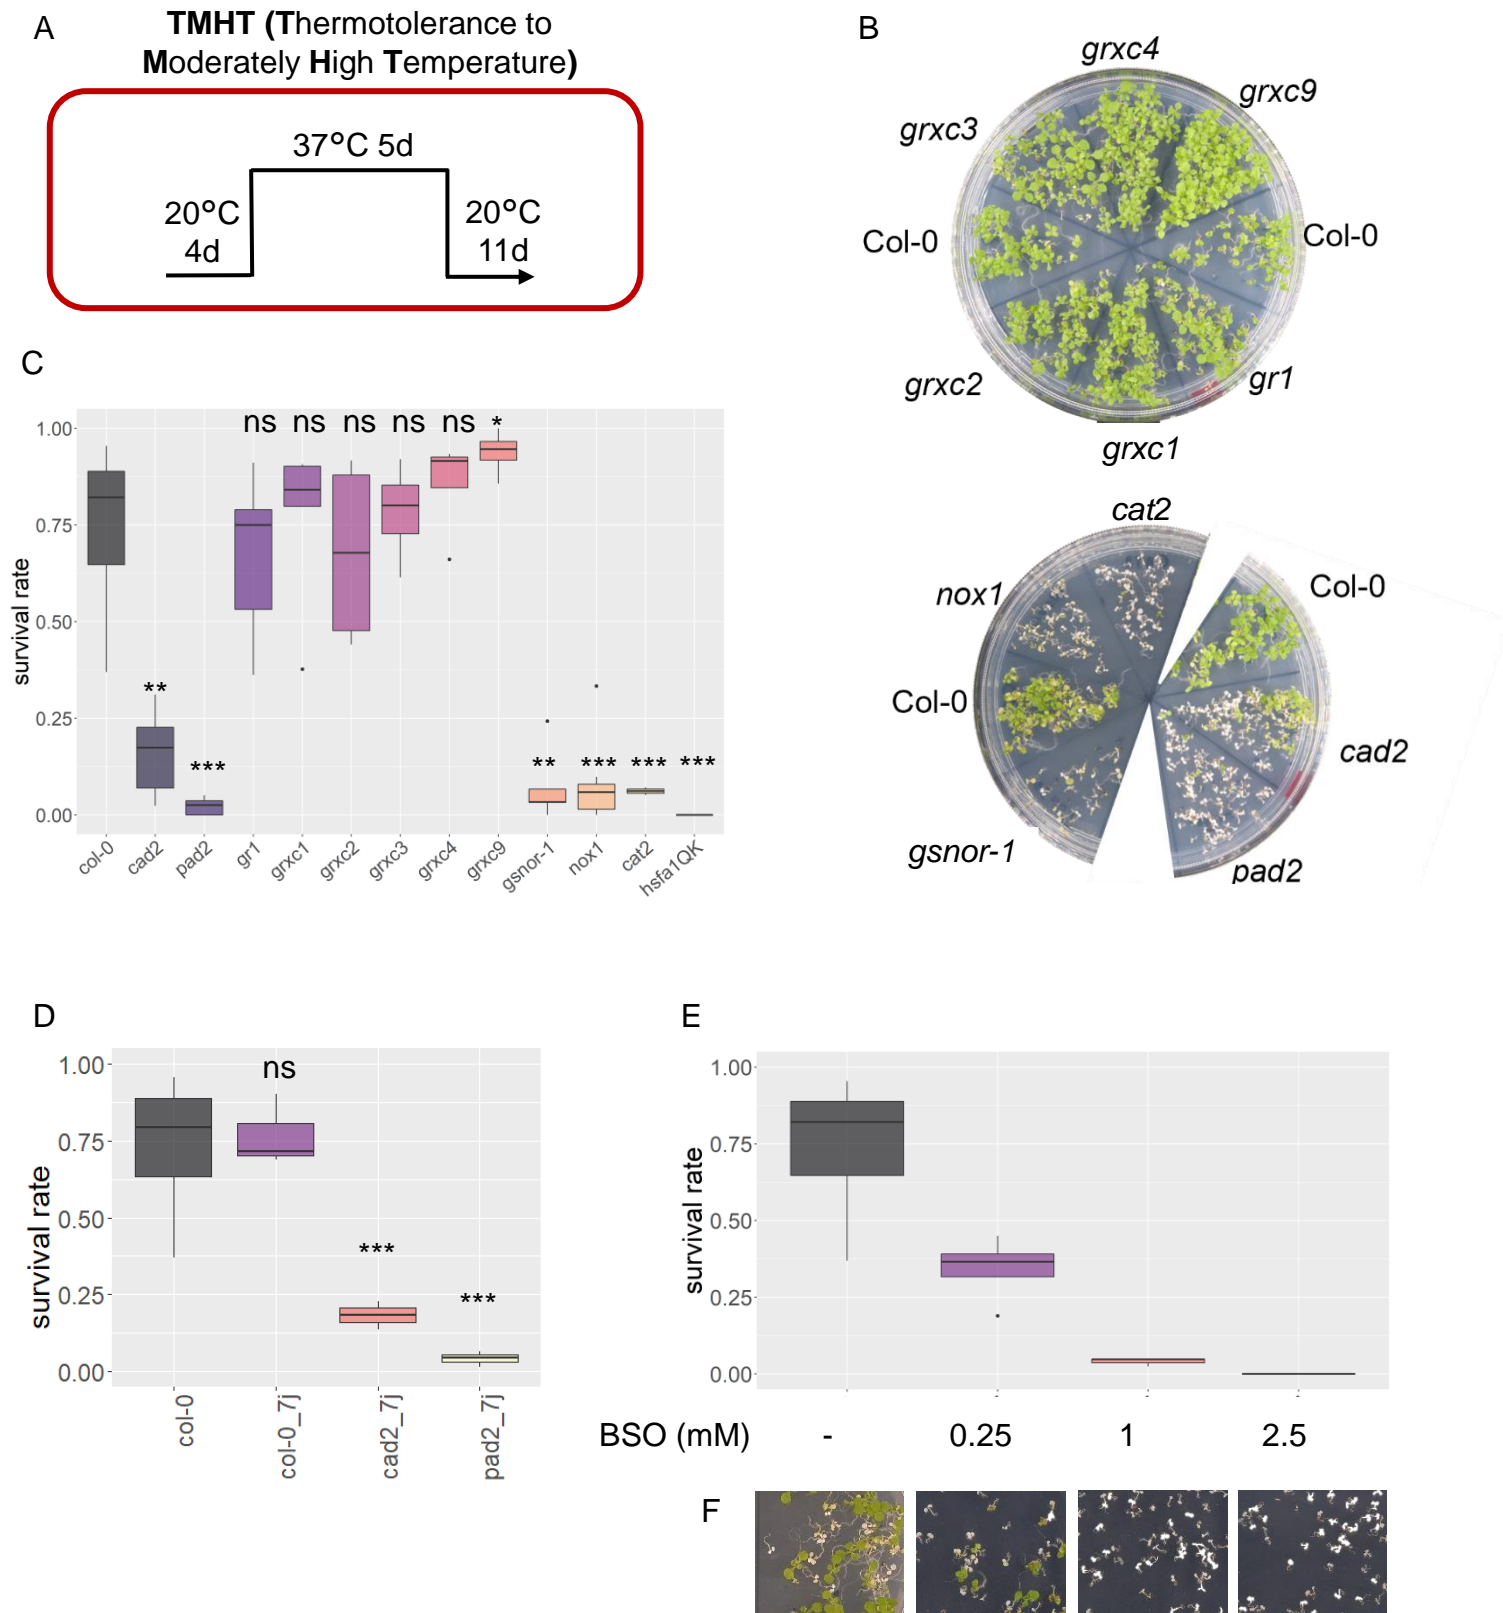 A
TMHT (Thermotolerance to
Moderately High Temperature)
37°C 5d
20°C
4d
20°C
11d
B
grxc4
grxc9
grxc3
Col-0
Col-0
grxc2
gr1
grxc1
cat2
nox1
Col-0
Col-0
cad2
gsnor-1
pad2
C
survival rate
1.00
0.75
0.50
0.25
0.00
** *** ns ns ns ns ns * ** *** *** ***
col-0 cad2 pad2 gr1 grxc1 grxc2 grxc3 grxc4 grxc9 gsnor-1 nox1 cat2 hsfa1QK
D
survival rate
1.00
0.75
0.50
0.25
0.00
ns *** ***
col-0 col-0_7j cad2_7j pad2_7j
E
survival rate
1.00
0.75
0.50
0.25
0.00
BSO (mM) - 0.25 1 2.5
F